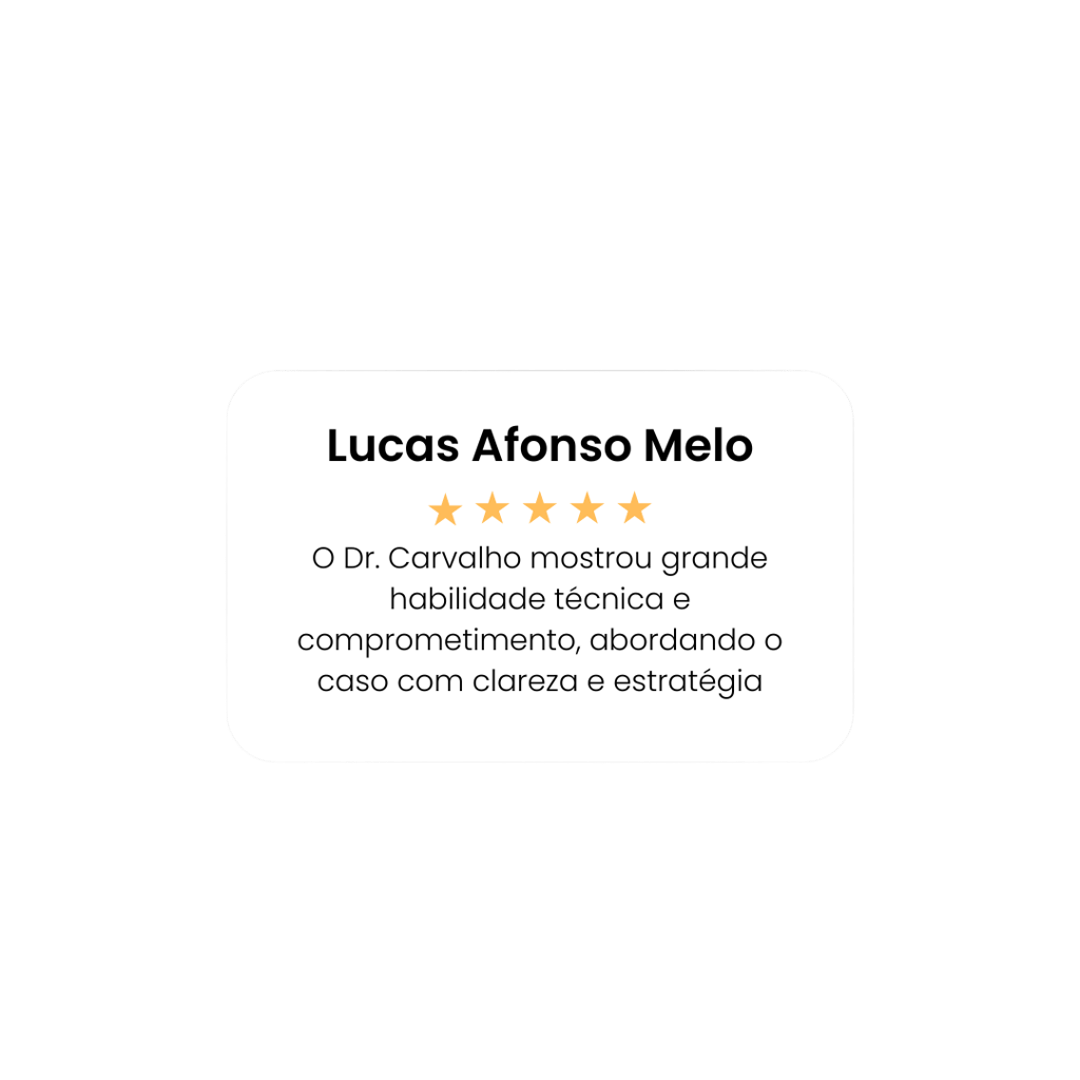 Lucas Afonso Melo
O Dr. Carvalho mostrou grande
habilidade técnica e
comprometimento, abordando o
caso com clareza e estratégia